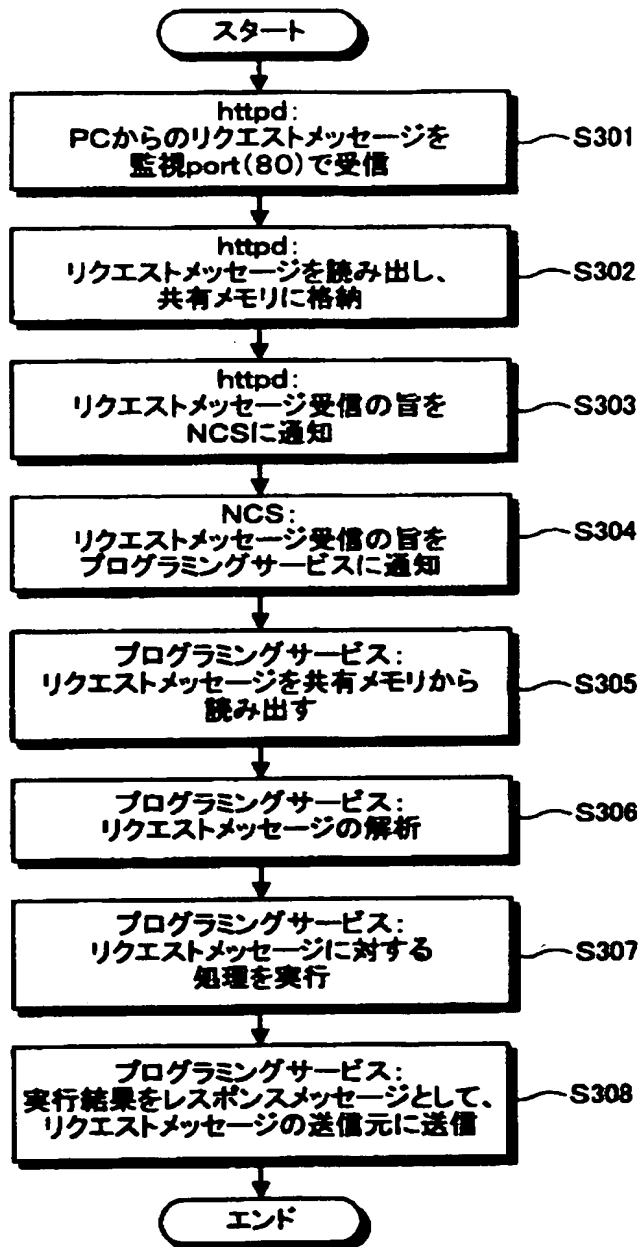 スタート
httpd:
PCからのリクエストメッセージを
監視port(80)で受信
S301
httpd:
リクエストメッセージを読み出し、
共有メモリに格納
S302
httpd:
リクエストメッセージ受信の旨を
NCSに通知
S303
NCS:
リクエストメッセージ受信の旨を
プログラミングサービスに通知
S304
プログラミングサービス:
リクエストメッセージを共有メモリから
読み出す
S305
プログラミングサービス:
リクエストメッセージの解析
S306
プログラミングサービス:
リクエストメッセージに対する
処理を実行
S307
プログラミングサービス:
実行結果をレスポンスメッセージとして、
リクエストメッセージの送信元に送信
S308
エンド